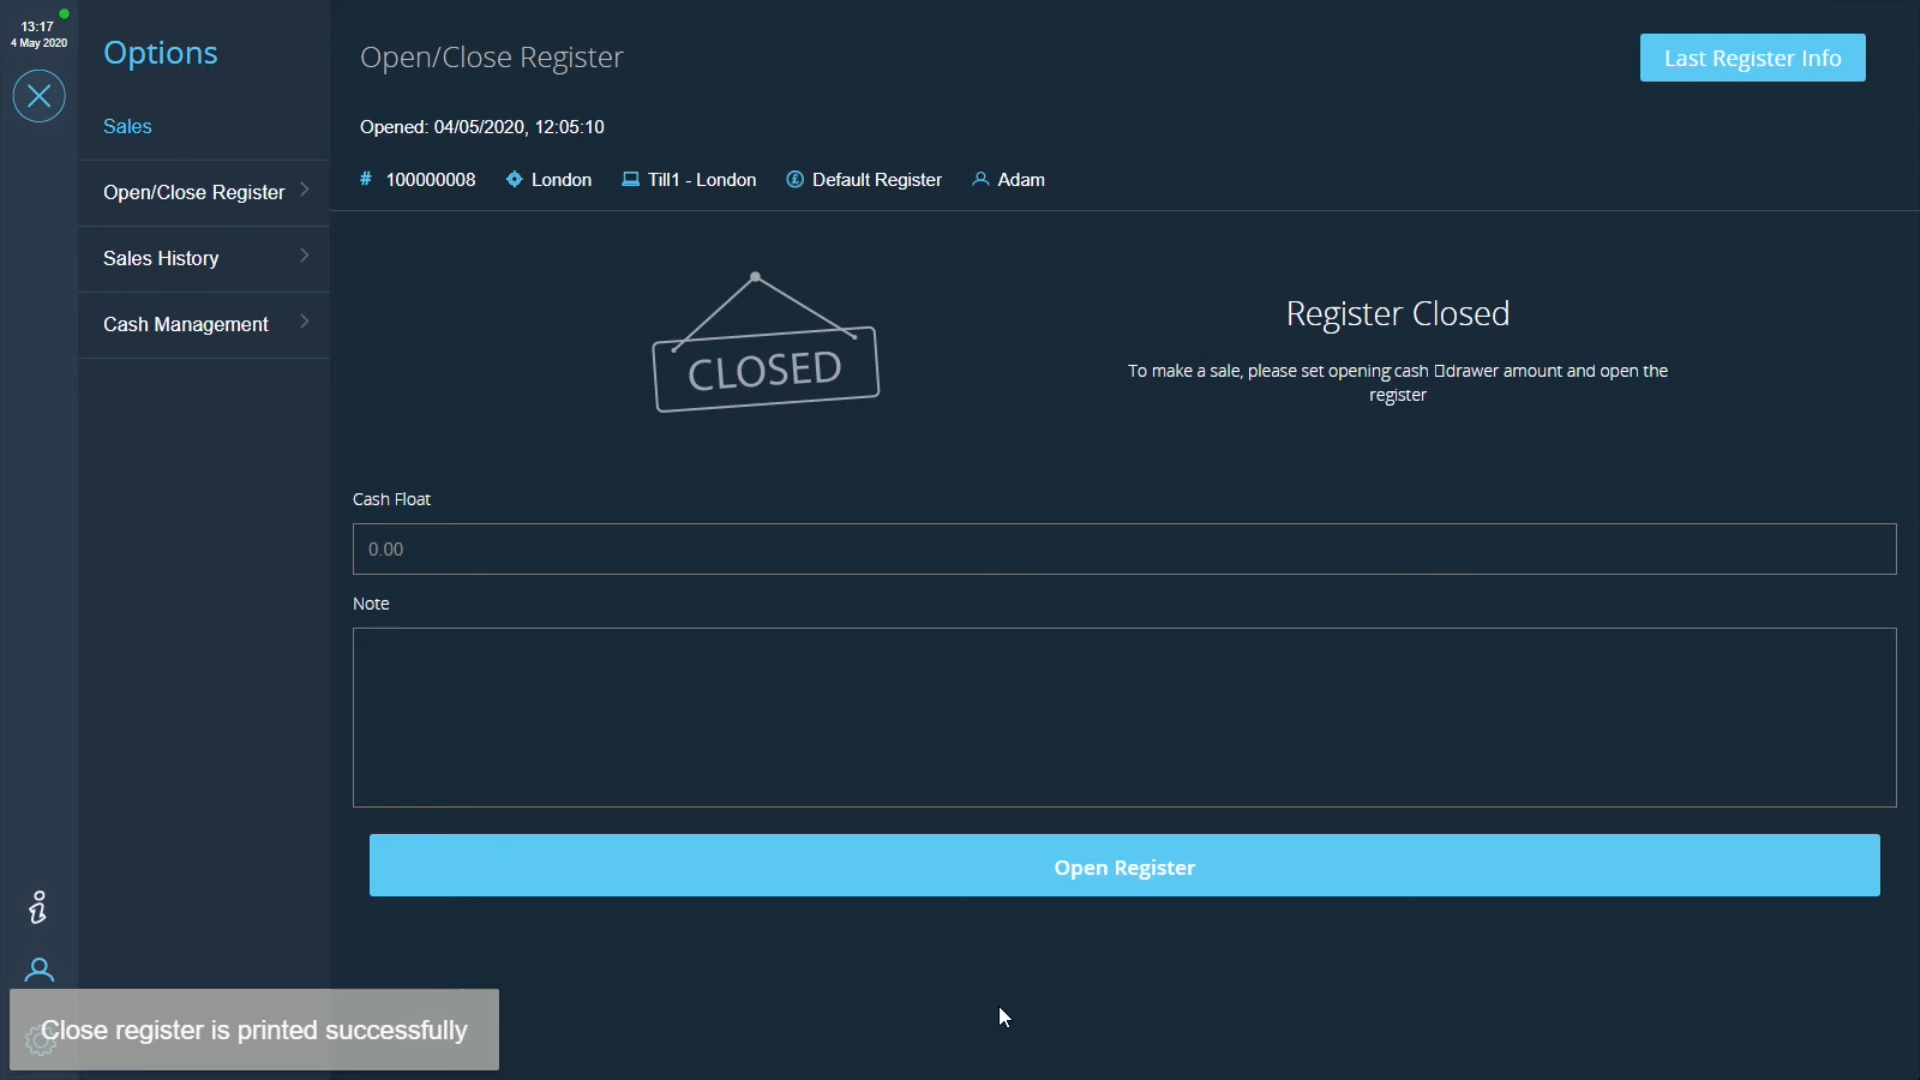 13:17
4 May 2020
Options
Sales
Open/Close Register
Sales History
Cash Management
Open/Close Register
Last Register Info
Opened: 04/05/2020, 12:05:10
# 100000008 London Till1 - London Default Register Adam
CLOSED
Register Closed
To make a sale, please set opening cash drawer amount and open the
register
Cash Float
0.00
Note
Open Register
Close register is printed successfully